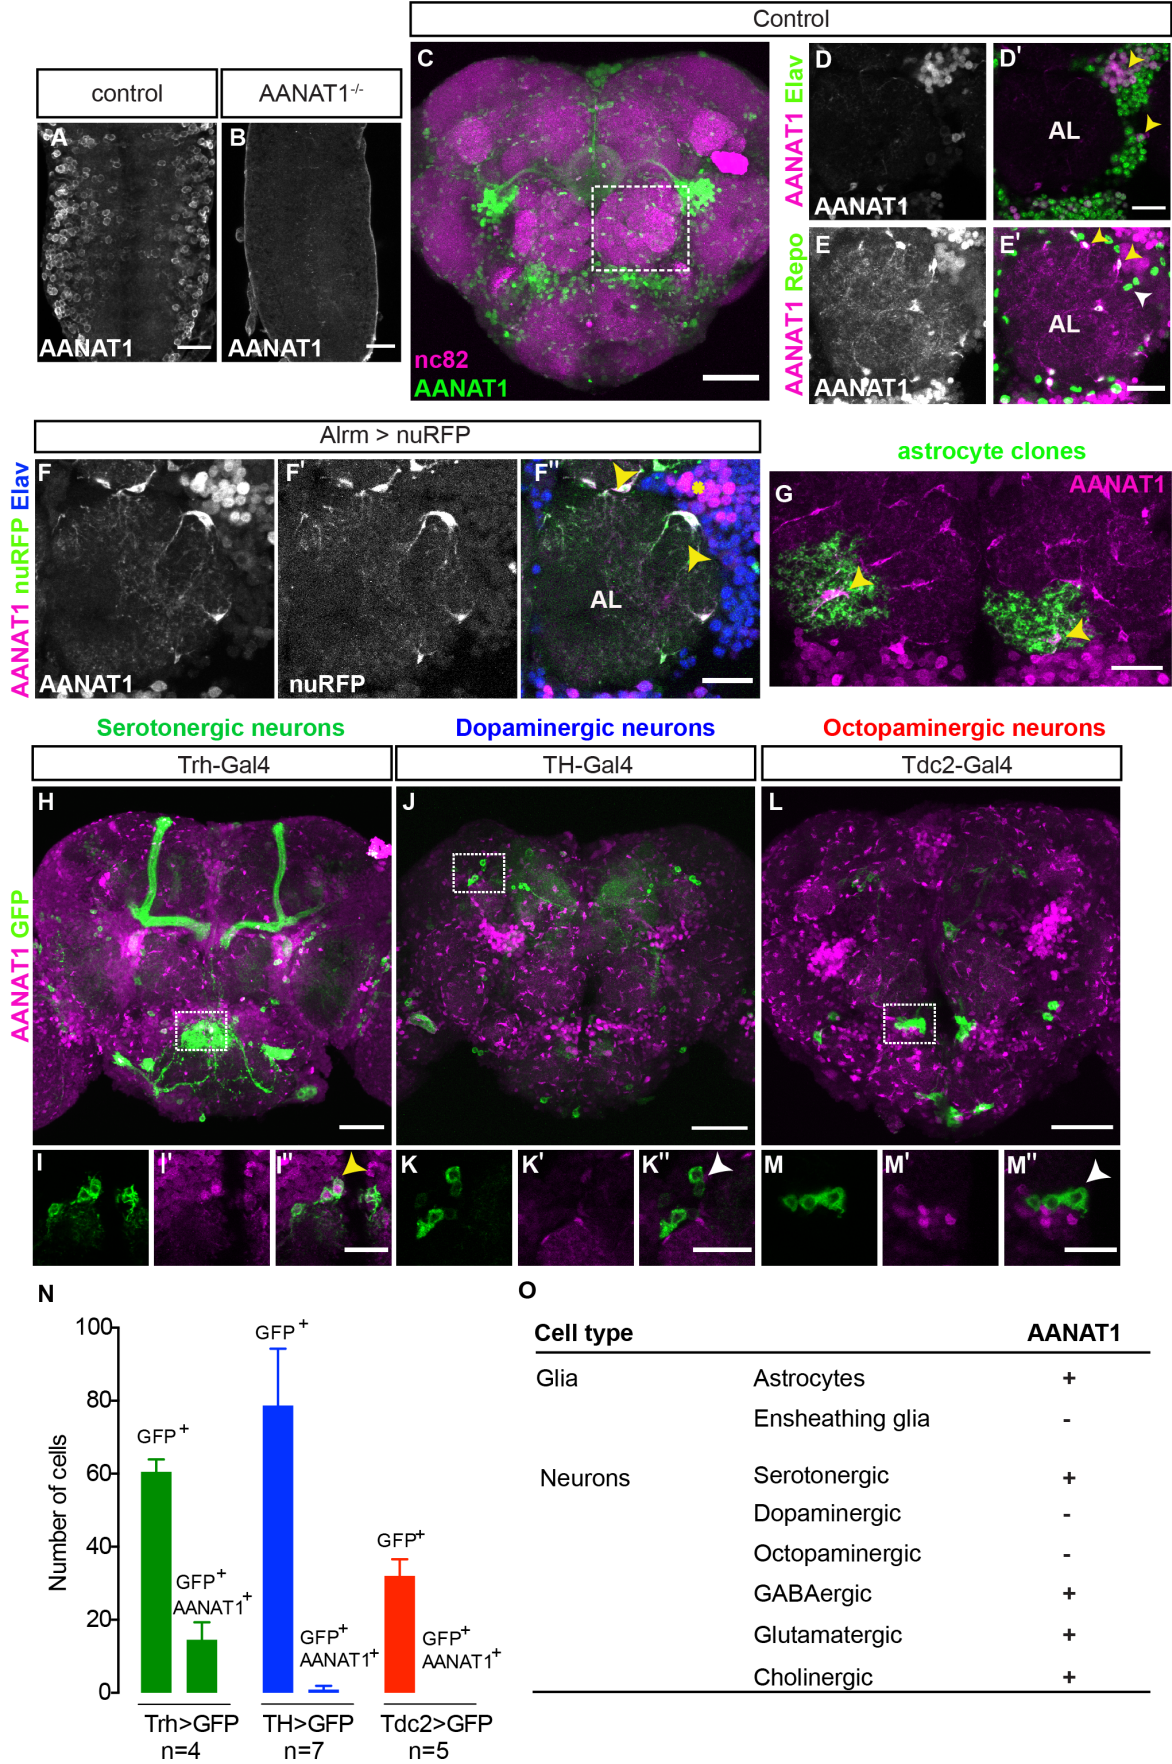 Control
control
AANAT1-/-
A
AANAT1
B
AANAT1
C
nc82
AANAT1
AANAT1 Elav
D
AANAT1
D'
AL
AANAT1 Repo
E
AANAT1
E'
AL
Alrm > nuRFP
AANAT1 nuRFP Elav
F
AANAT1
F'
nuRFP
F"
*
AL
astrocyte clones
G
AANAT1
Serotonergic neurons
Dopaminergic neurons
Octopaminergic neurons
Trh-Gal4
TH-Gal4
Tdc2-Gal4
AANAT1 GFP
H
J
L
I
I'
I"
K
K'
K"
M
M'
M"
N
Number of cells
100
80
60
40
20
0
GFP+
GFP+
AANAT1+
GFP+
GFP+
AANAT1+
GFP+
GFP+
AANAT1+
Trh>GFP
n=4
TH>GFP
n=7
Tdc2>GFP
n=5
O
Cell type AANAT1
Glia Astrocytes +
Ensheathing glia -
Neurons Serotonergic +
Dopaminergic -
Octopaminergic -
GABAergic +
Glutamatergic +
Cholinergic +